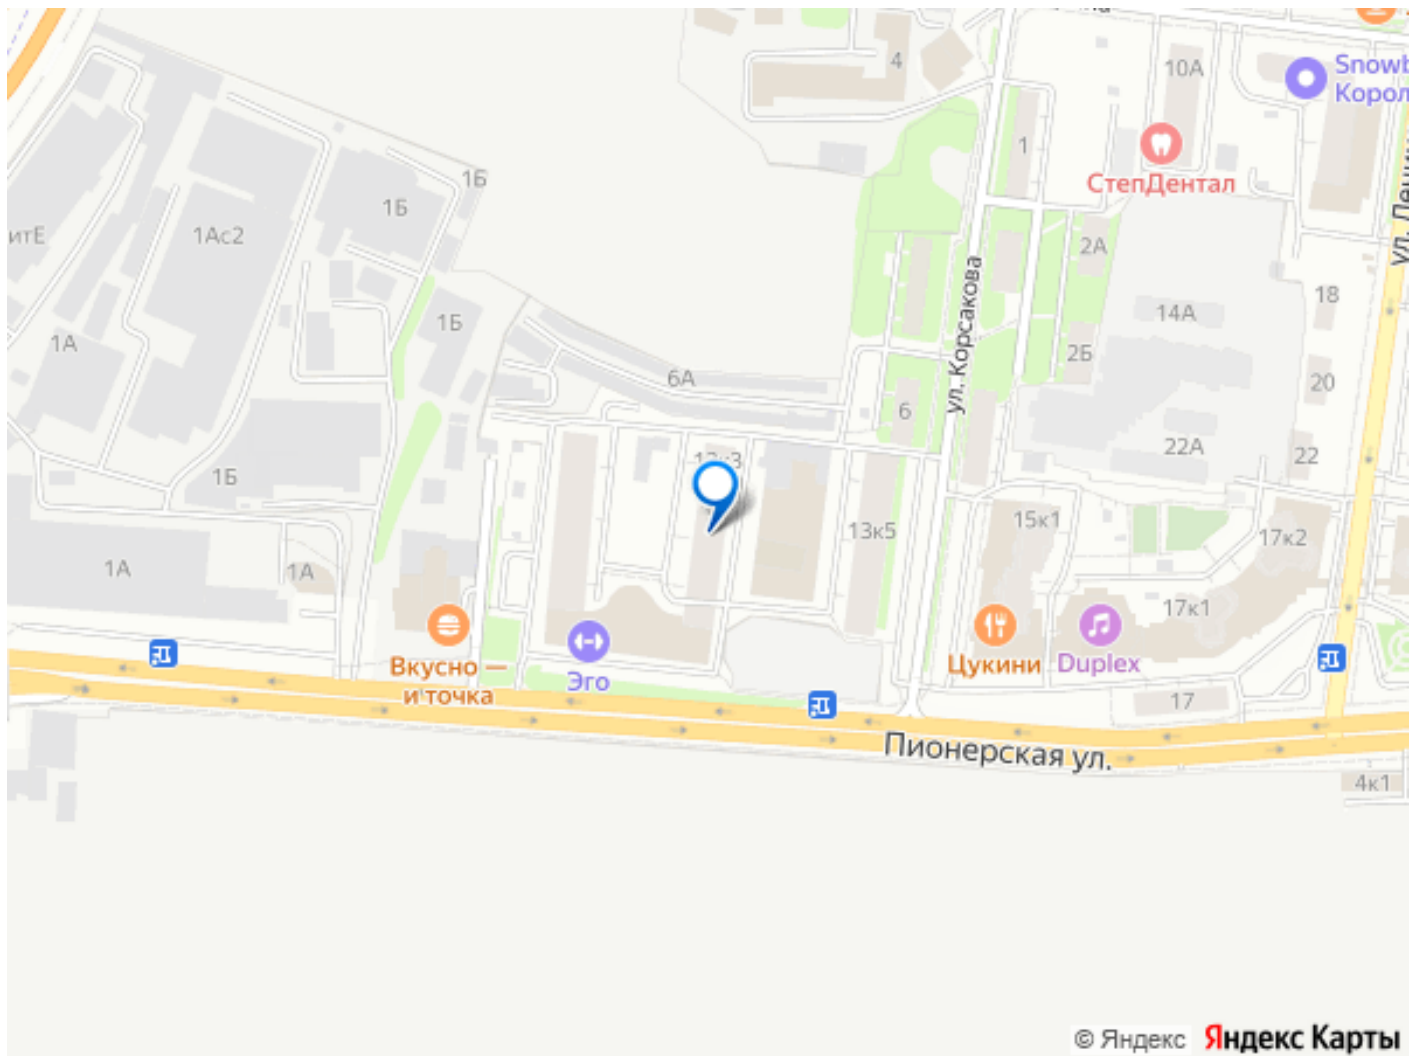 4
10А
Snowb
Корол
1
СтепДентал
1Б
1Б
итЕ
1Ас2
2А
ул. Ленин
ул. Корсакова
18
14А
1Б
1А
2Б
6А
20
6
22А
22
1Б
15к1
13к5
17к2
1А
1А
17к1
Вкусно —
и точка
Эго
Цукини
Duplex
17
Пионерская ул.
4к1
© Яндекс Яндекс Карты